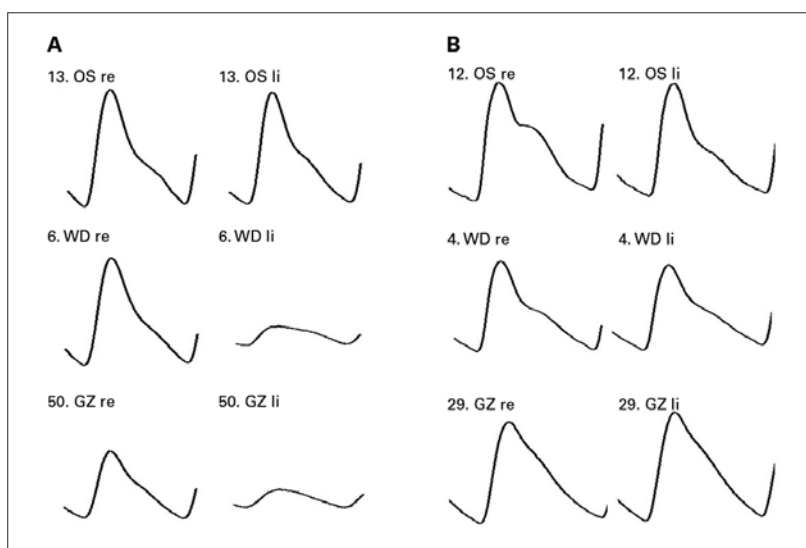 A
B
13. OS re
13. OS li
12. OS re
12. OS li
6. WD re
6. WD li
4. WD re
4. WD li
50. GZ re
50. GZ li
29. GZ re
29. GZ li